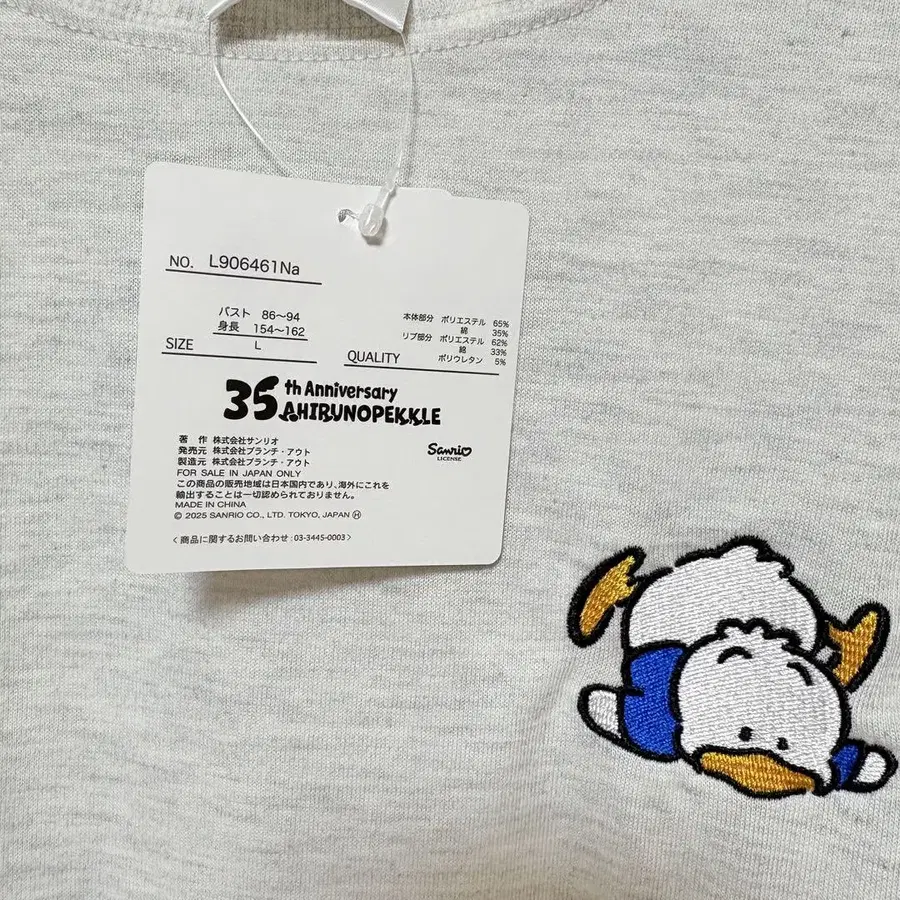 NO. L906461Na
バスト 86～94
身長 154～162
SIZE L
本体部分 ポリエステル 65%
綿 35%
リブ部分 ポリエステル 62%
綿 33%
ポリウレタン 5%
QUALITY
35th Anniversary
AHIRUNOPEKKLE
著 作 株式会社サンリオ
発売元 株式会社ブランチ・アウト
製造元 株式会社ブランチ・アウト
Sanrio
LICENSE
FOR SALE IN JAPAN ONLY
この商品の販売地域は日本国内であり、海外にこれを
輸出することは一切認められておりません。
MADE IN CHINA
© 2025 SANRIO CO., LTD. TOKYO, JAPAN Ⓗ
〈商品に関するお問い合わせ：03-3445-0003〉